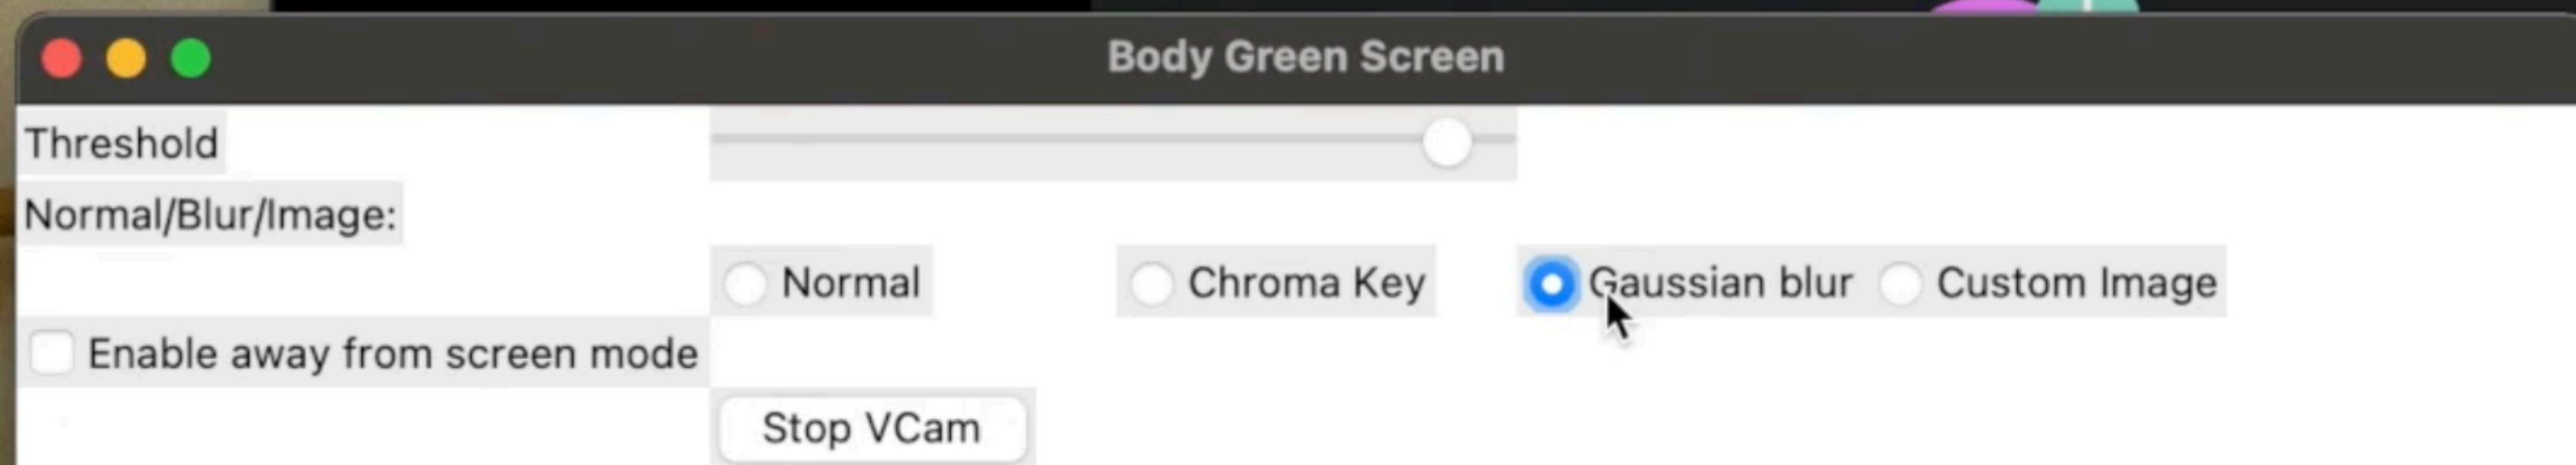 Body Green Screen
Threshold
Normal/Blur/Image:
Normal Chroma Key Gaussian blur Custom Image
Enable away from screen mode
Stop VCam